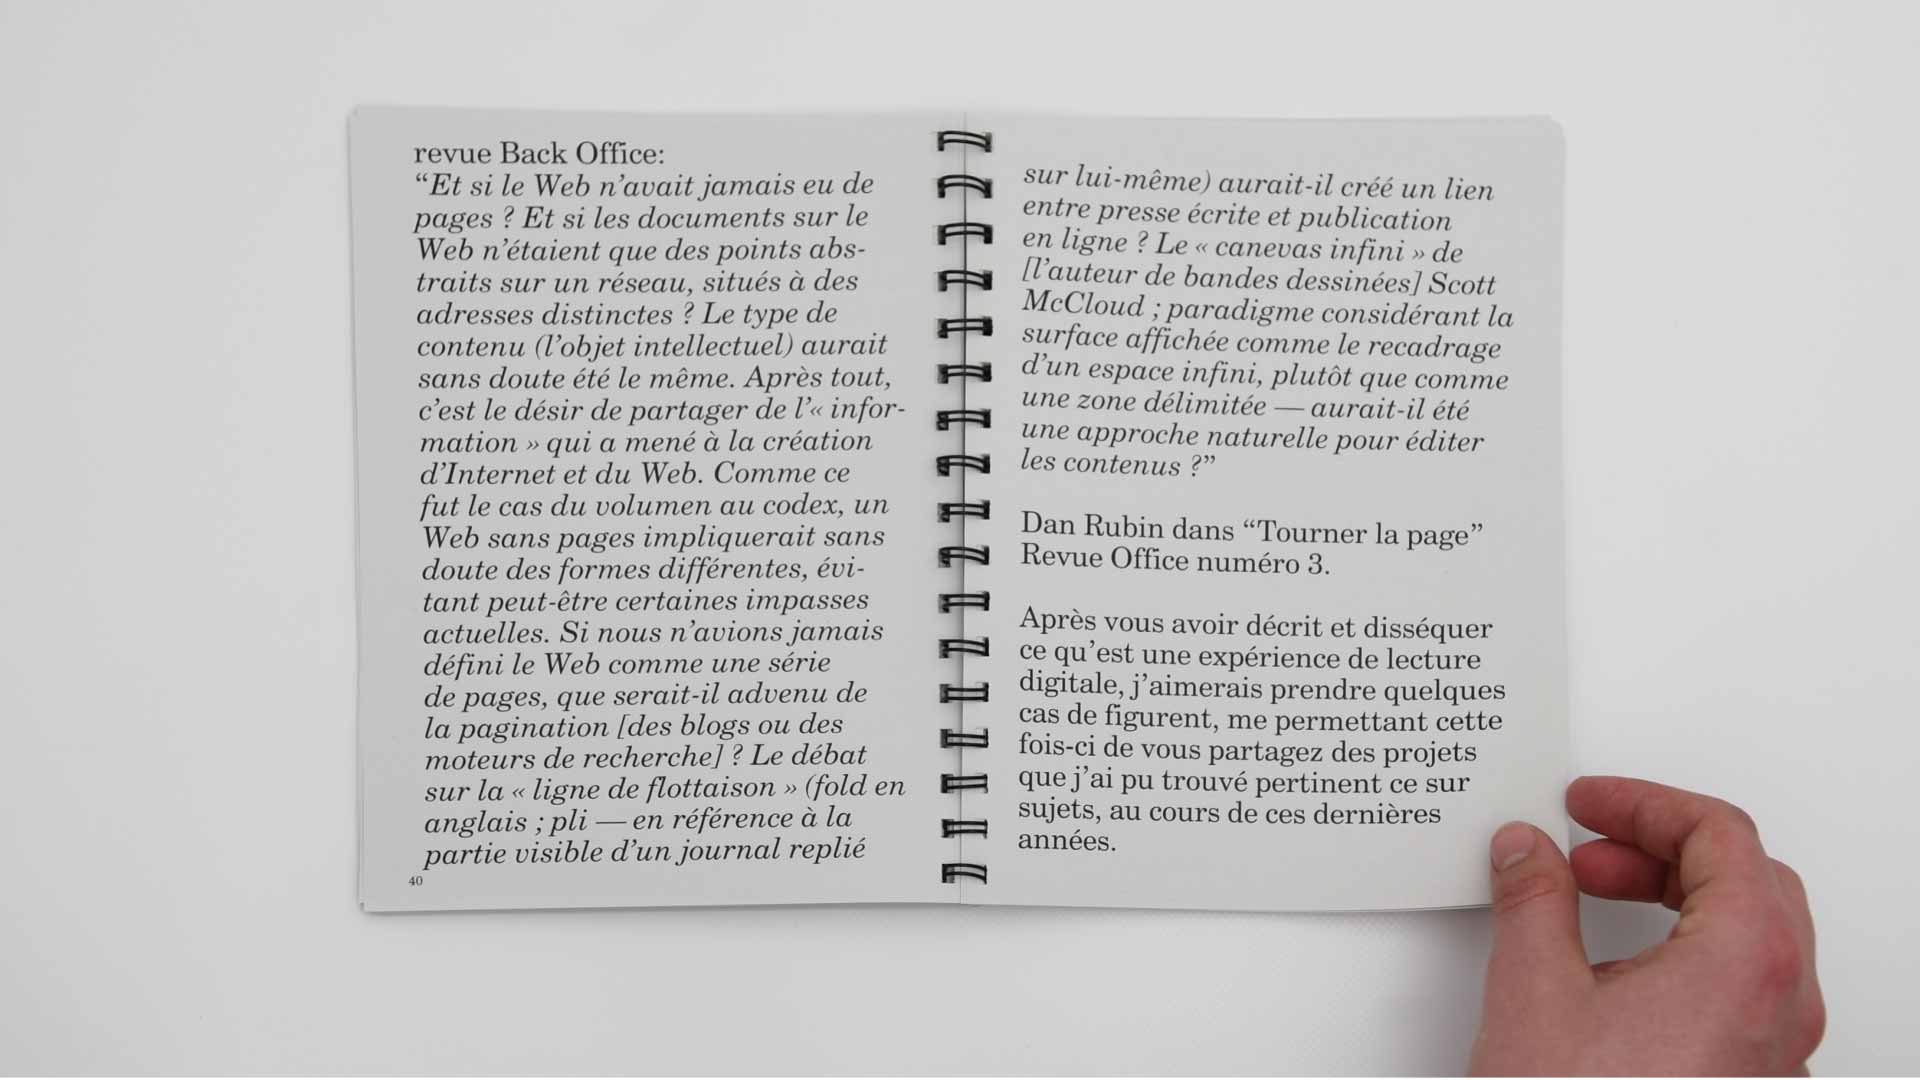 revue Back Office:
“Et si le Web n’avait jamais eu de
pages ? Et si les documents sur le
Web n’étaient que des points abs-
traits sur un réseau, situés à des
adresses distinctes ? Le type de
contenu (l’objet intellectuel) aurait
sans doute été le même. Après tout,
c’est le désir de partager de l’« infor-
mation » qui a mené à la création
d’Internet et du Web. Comme ce
fut le cas du volumen au codex, un
Web sans pages impliquerait sans
doute des formes différentes, évi-
tant peut-être certaines impasses
actuelles. Si nous n’avions jamais
défini le Web comme une série
de pages, que serait-il advenu de
la pagination [des blogs ou des
moteurs de recherche] ? Le débat
sur la « ligne de flottaison » (fold en
anglais ; pli — en référence à la
partie visible d’un journal replié
40
sur lui-même) aurait-il créé un lien
entre presse écrite et publication
en ligne ? Le « canevas infini » de
[l’auteur de bandes dessinées] Scott
McCloud ; paradigme considérant la
surface affichée comme le recadrage
d’un espace infini, plutôt que comme
une zone délimitée — aurait-il été
une approche naturelle pour éditer
les contenus ?”
Dan Rubin dans “Tourner la page”
Revue Office numéro 3.
Après vous avoir décrit et disséquer
ce qu’est une expérience de lecture
digitale, j’aimerais prendre quelques
cas de figurent, me permettant cette
fois-ci de vous partagez des projets
que j’ai pu trouvé pertinent ce sur
sujets, au cours de ces dernières
années.